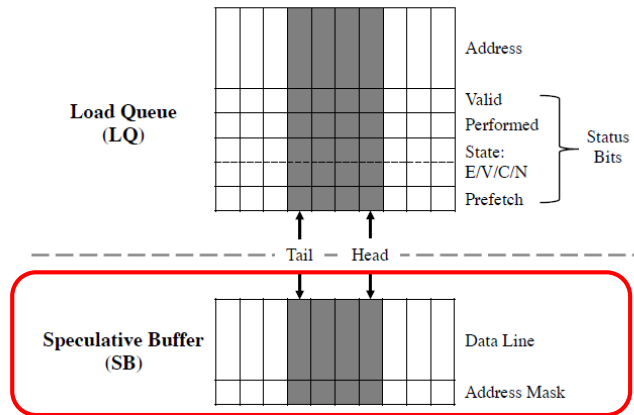 Address
Load Queue
(LQ)
Valid
Performed
State:
E/V/C/N
Prefetch
Status
Bits
Tail
Head
Speculative Buffer
(SB)
Data Line
Address Mask